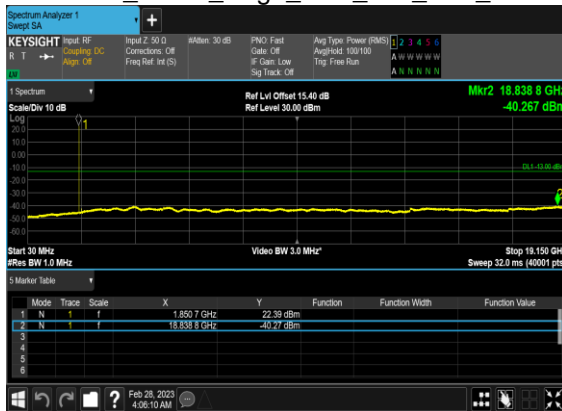 Spectrum Analyzer 1
Swept SA
+
KEYSIGHT Input: RF Input Z: 50 Ω #Atten: 30 dB PNO: Fast Avg Type: Power (RMS) 1 2 3 4 5 6
R T Coupling: DC Corrections: Off Gate: Off Avg|Hold: 100/100 A W W W W W
Align: Off Freq Ref: Int (S) IF Gain: Low Trig: Free Run
Sig Track: Off A N N N N N
1 Spectrum Ref Lvl Offset 15.40 dB Mkr2 18.838 8 GHz
Scale/Div 10 dB Ref Level 30.00 dBm -40.267 dBm
Log
1
20.0
10.0
0.00
-10.0 DL1 -13.00 dBm
-20.0
-30.0
-40.0
-50.0
-60.0
Start 30 MHz Video BW 3.0 MHz* Stop 19.150 GHz
#Res BW 1.0 MHz Sweep 32.0 ms (40001 pts)
5 Marker Table
Mode Trace Scale X Y Function Function Width Function Value
1 N 1 f 1.850 7 GHz 22.39 dBm
2 N 1 f 18.838 8 GHz -40.27 dBm
3
4
5
6
? Feb 28, 2023
4:06:10 AM